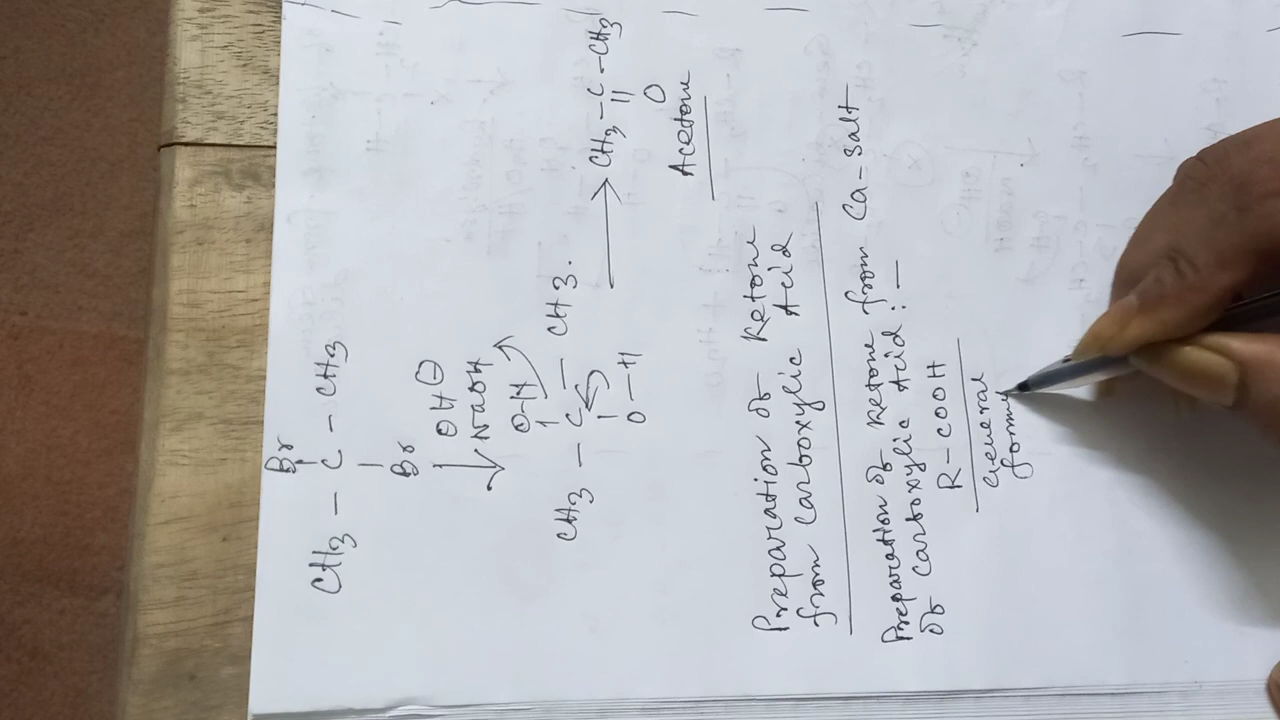 Br
CH3 - C - CH3
Br
OH⊖
NaOH
O-H
CH3 - C - CH3.
O-H
CH3 - C - CH3
O
Acetone
Preparation of Ketone
from carboxylic Acid
Preparation of Ketone from Ca-salt
of carboxylic Acid : -
R - COOH
General